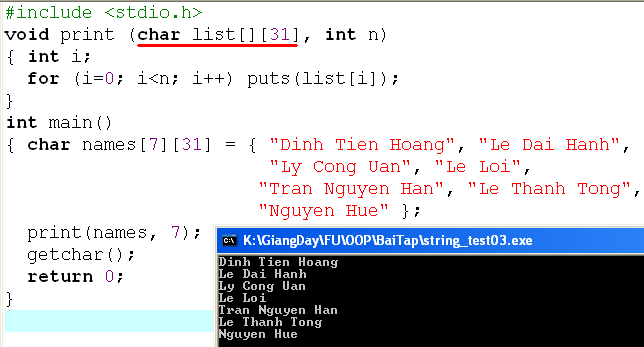 #include <stdio.h>
void print (char list[][31], int n)
{ int i;
  for (i=0; i<n; i++) puts(list[i]);
}
int main()
{ char names[7][31] = { "Dinh Tien Hoang", "Le Dai Hanh",
"Ly Cong Uan", "Le Loi",
"Tran Nguyen Han", "Le Thanh Tong",
"Nguyen Hue" };
  print(names, 7);
  getchar();
  return 0;
}
K:\GiangDay\FU\OOP\BaiTap\string_test03.exe
Dinh Tien Hoang
Le Dai Hanh
Ly Cong Uan
Le Loi
Tran Nguyen Han
Le Thanh Tong
Nguyen Hue